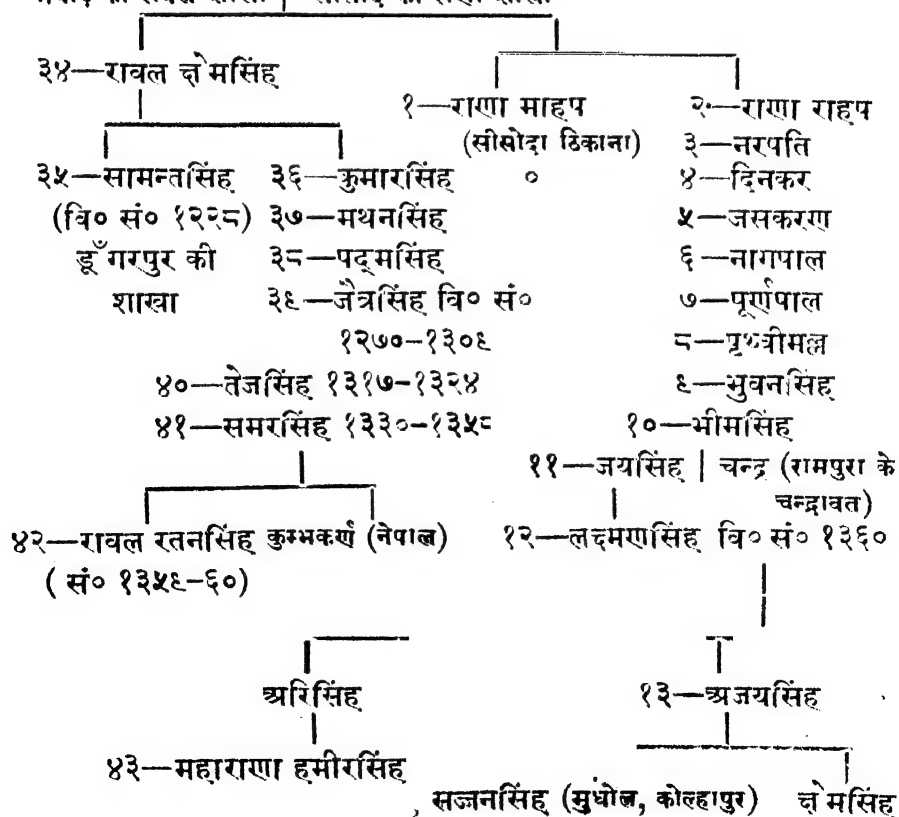 ३४—रावल क्षेमसिंह
१—राणा माहप २—राणा राहप
(सीसोदा ठिकाना) ३—नरपति
३५—सामन्तसिंह ३६—कुमारसिंह ० ४—दिनकर
(वि० सं० १२२८) ३७—मथनसिंह ५—जसकरण
डूँगरपुर की ३८—पद्मसिंह ६—नागपाल
शाखा ३९—जैत्रसिंह वि० सं० ७—पूर्णपाल
१२७०-१३०९ ८—पृथ्वीमल्ल
४०—तेजसिंह १३१७-१३२४ ९—भुवनसिंह
४१—समरसिंह १३३०-१३५८ १०—भीमसिंह
११—जयसिंह | चन्द्र (रामपुरा के
चन्द्रावत)
४२—रावल रतनसिंह कुम्भकर्ण (नेपाल) १२—लक्ष्मणसिंह वि० सं० १३६०
( सं० १३५९-६०)
अरिसिंह १३—अजयसिंह
४३—महाराणा हमीरसिंह
सज्जनसिंह (मुंधोल, कोल्हापुर) क्षेमसिंह